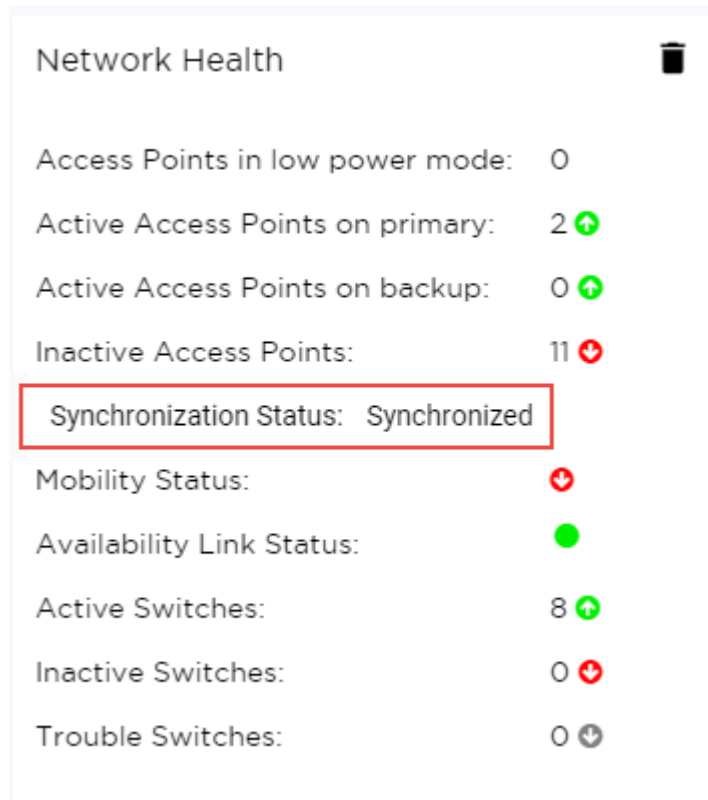 Network Health
Access Points in low power mode: 0
Active Access Points on primary: 2
Active Access Points on backup: 0
Inactive Access Points: 11
Synchronization Status: Synchronized
Mobility Status:
Availability Link Status:
Active Switches: 8
Inactive Switches: 0
Trouble Switches: 0